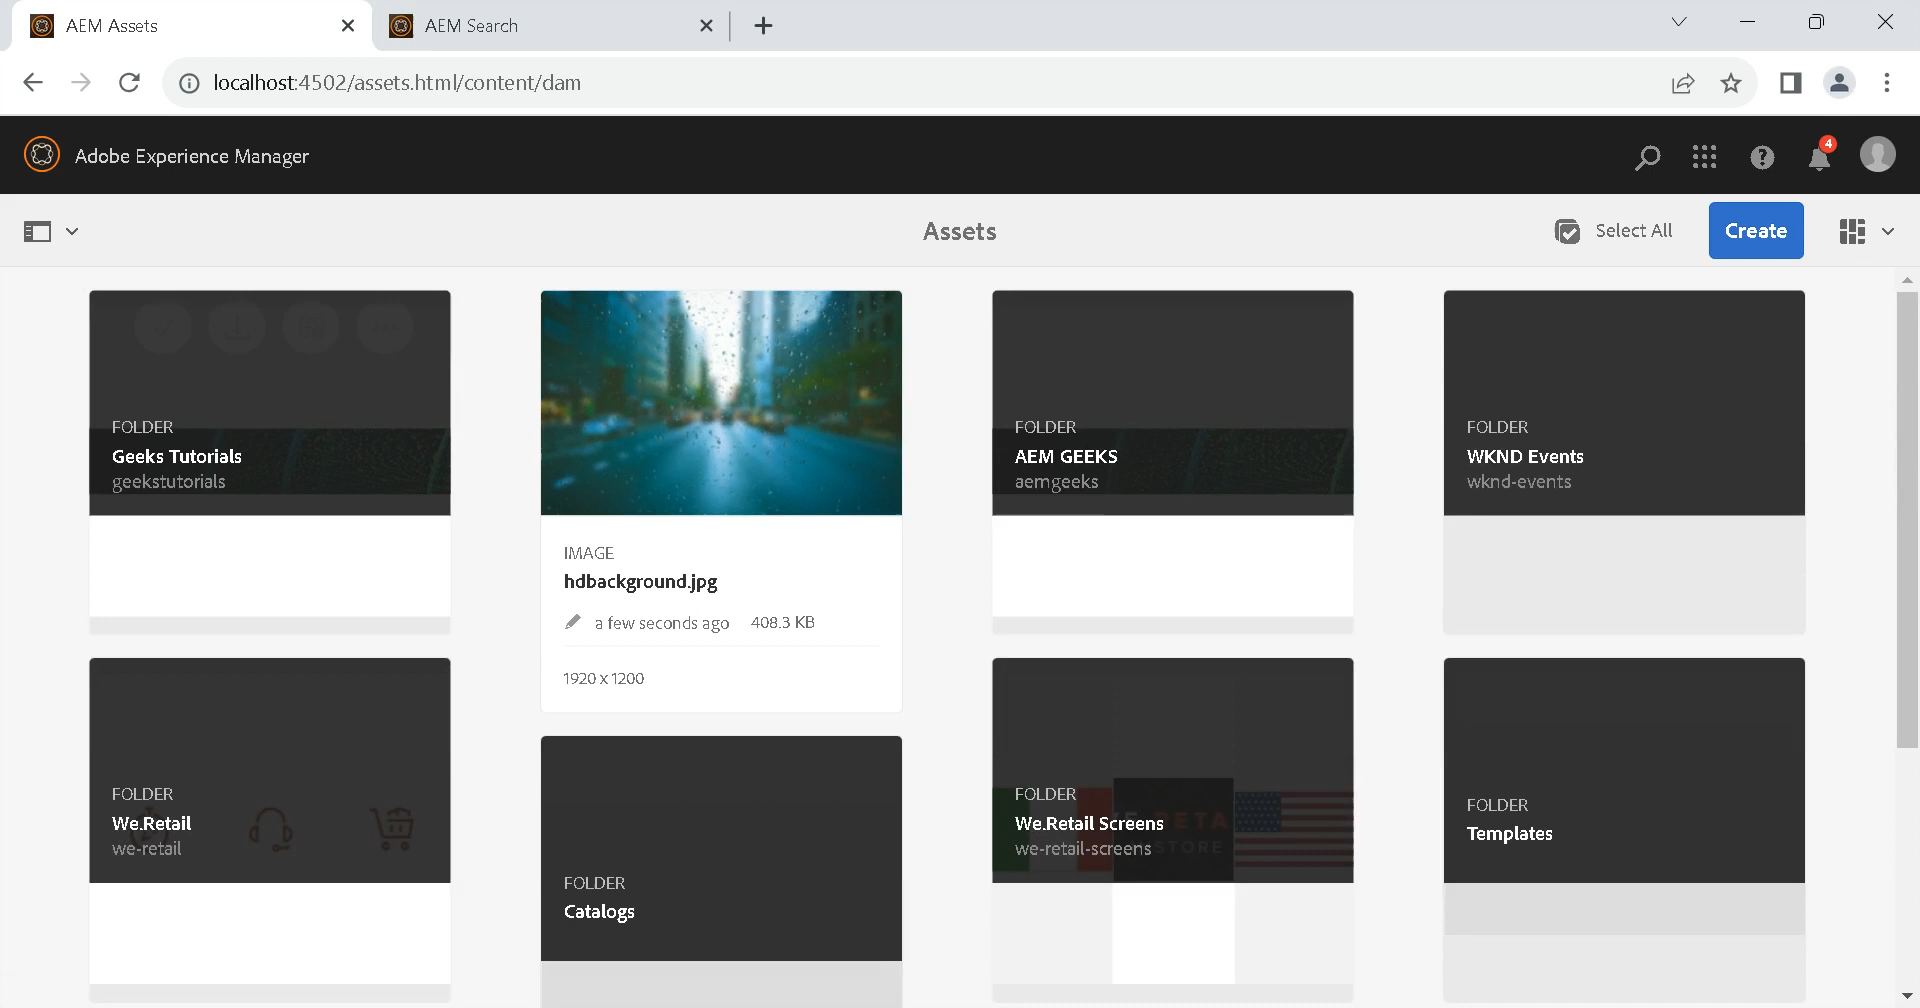 AEM Assets
AEM Search
localhost:4502/assets.html/content/dam
Adobe Experience Manager
4
Assets
Select All
Create
FOLDER
Geeks Tutorials
geekstutorials
IMAGE
hdbackground.jpg
a few seconds ago 408.3 KB
1920 x 1200
FOLDER
AEM GEEKS
aemgeeks
FOLDER
WKND Events
wknd-events
FOLDER
We.Retail
we-retail
FOLDER
Catalogs
FOLDER
We.Retail Screens
we-retail-screens
STORE
FOLDER
Templates